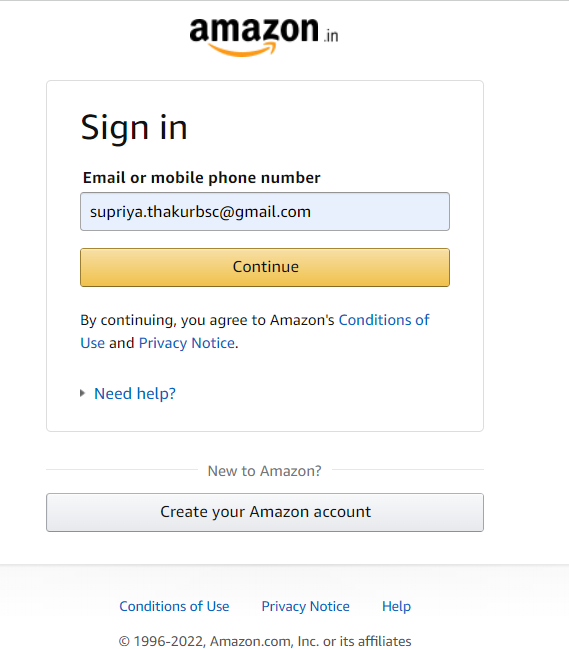 amazon.in
Sign in
Email or mobile phone number
supriya.thakurbsc@gmail.com
Continue
By continuing, you agree to Amazon's Conditions of
Use and Privacy Notice.
Need help?
New to Amazon?
Create your Amazon account
Conditions of Use Privacy Notice Help
© 1996-2022, Amazon.com, Inc. or its affiliates